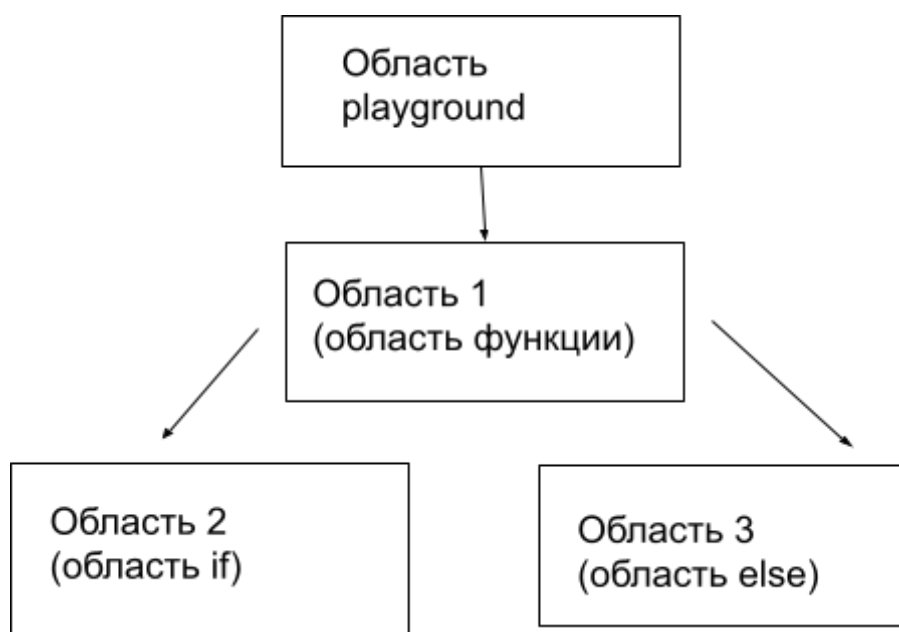 Область
playground
Область 1
(область функции)
Область 2
(область if)
Область 3
(область else)